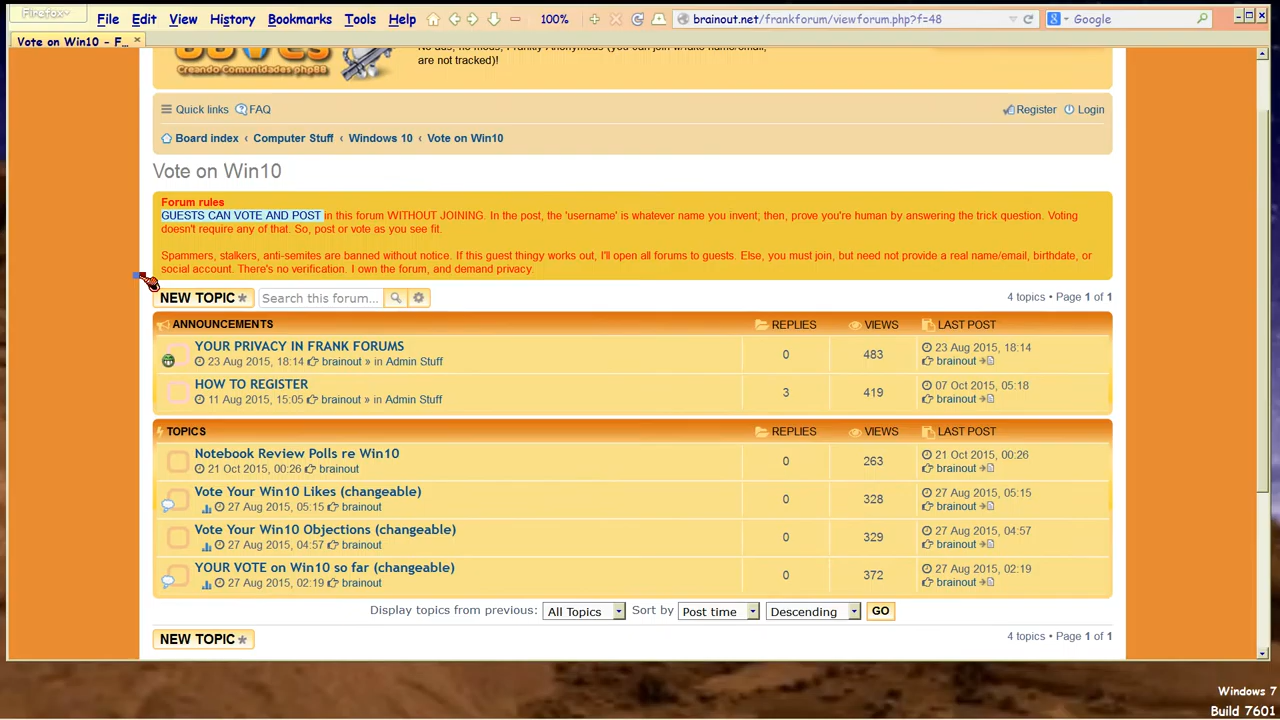 Firefox
File Edit View History Bookmarks Tools Help 100% brainout.net/frankforum/viewforum.php?f=48 Google
Vote on Win10 - F...
Creando Comunidades phpBB
are not tracked)!
Quick links FAQ Register Login
Board index ‹ Computer Stuff ‹ Windows 10 ‹ Vote on Win10
Vote on Win10
Forum rules
GUESTS CAN VOTE AND POST in this forum WITHOUT JOINING. In the post, the 'username' is whatever name you invent; then, prove you're human by answering the trick question. Voting
doesn't require any of that. So, post or vote as you see fit.
Spammers, stalkers, anti-semites are banned without notice. If this guest thingy works out, I'll open all forums to guests. Else, you must join, but need not provide a real name/email, birthdate, or
social account. There's no verification. I own the forum, and demand privacy.
NEW TOPIC Search this forum... 4 topics • Page 1 of 1
ANNOUNCEMENTS REPLIES VIEWS LAST POST
YOUR PRIVACY IN FRANK FORUMS 0 483 23 Aug 2015, 18:14
23 Aug 2015, 18:14 brainout » in Admin Stuff brainout
HOW TO REGISTER 3 419 07 Oct 2015, 05:18
11 Aug 2015, 15:05 brainout » in Admin Stuff brainout
TOPICS REPLIES VIEWS LAST POST
Notebook Review Polls re Win10 0 263 21 Oct 2015, 00:26
21 Oct 2015, 00:26 brainout brainout
Vote Your Win10 Likes (changeable) 0 328 27 Aug 2015, 05:15
27 Aug 2015, 05:15 brainout brainout
Vote Your Win10 Objections (changeable) 0 329 27 Aug 2015, 04:57
27 Aug 2015, 04:57 brainout brainout
YOUR VOTE on Win10 so far (changeable) 0 372 27 Aug 2015, 02:19
27 Aug 2015, 02:19 brainout brainout
Display topics from previous: All Topics Sort by Post time Descending GO
NEW TOPIC 4 topics • Page 1 of 1
Windows 7
Build 7601